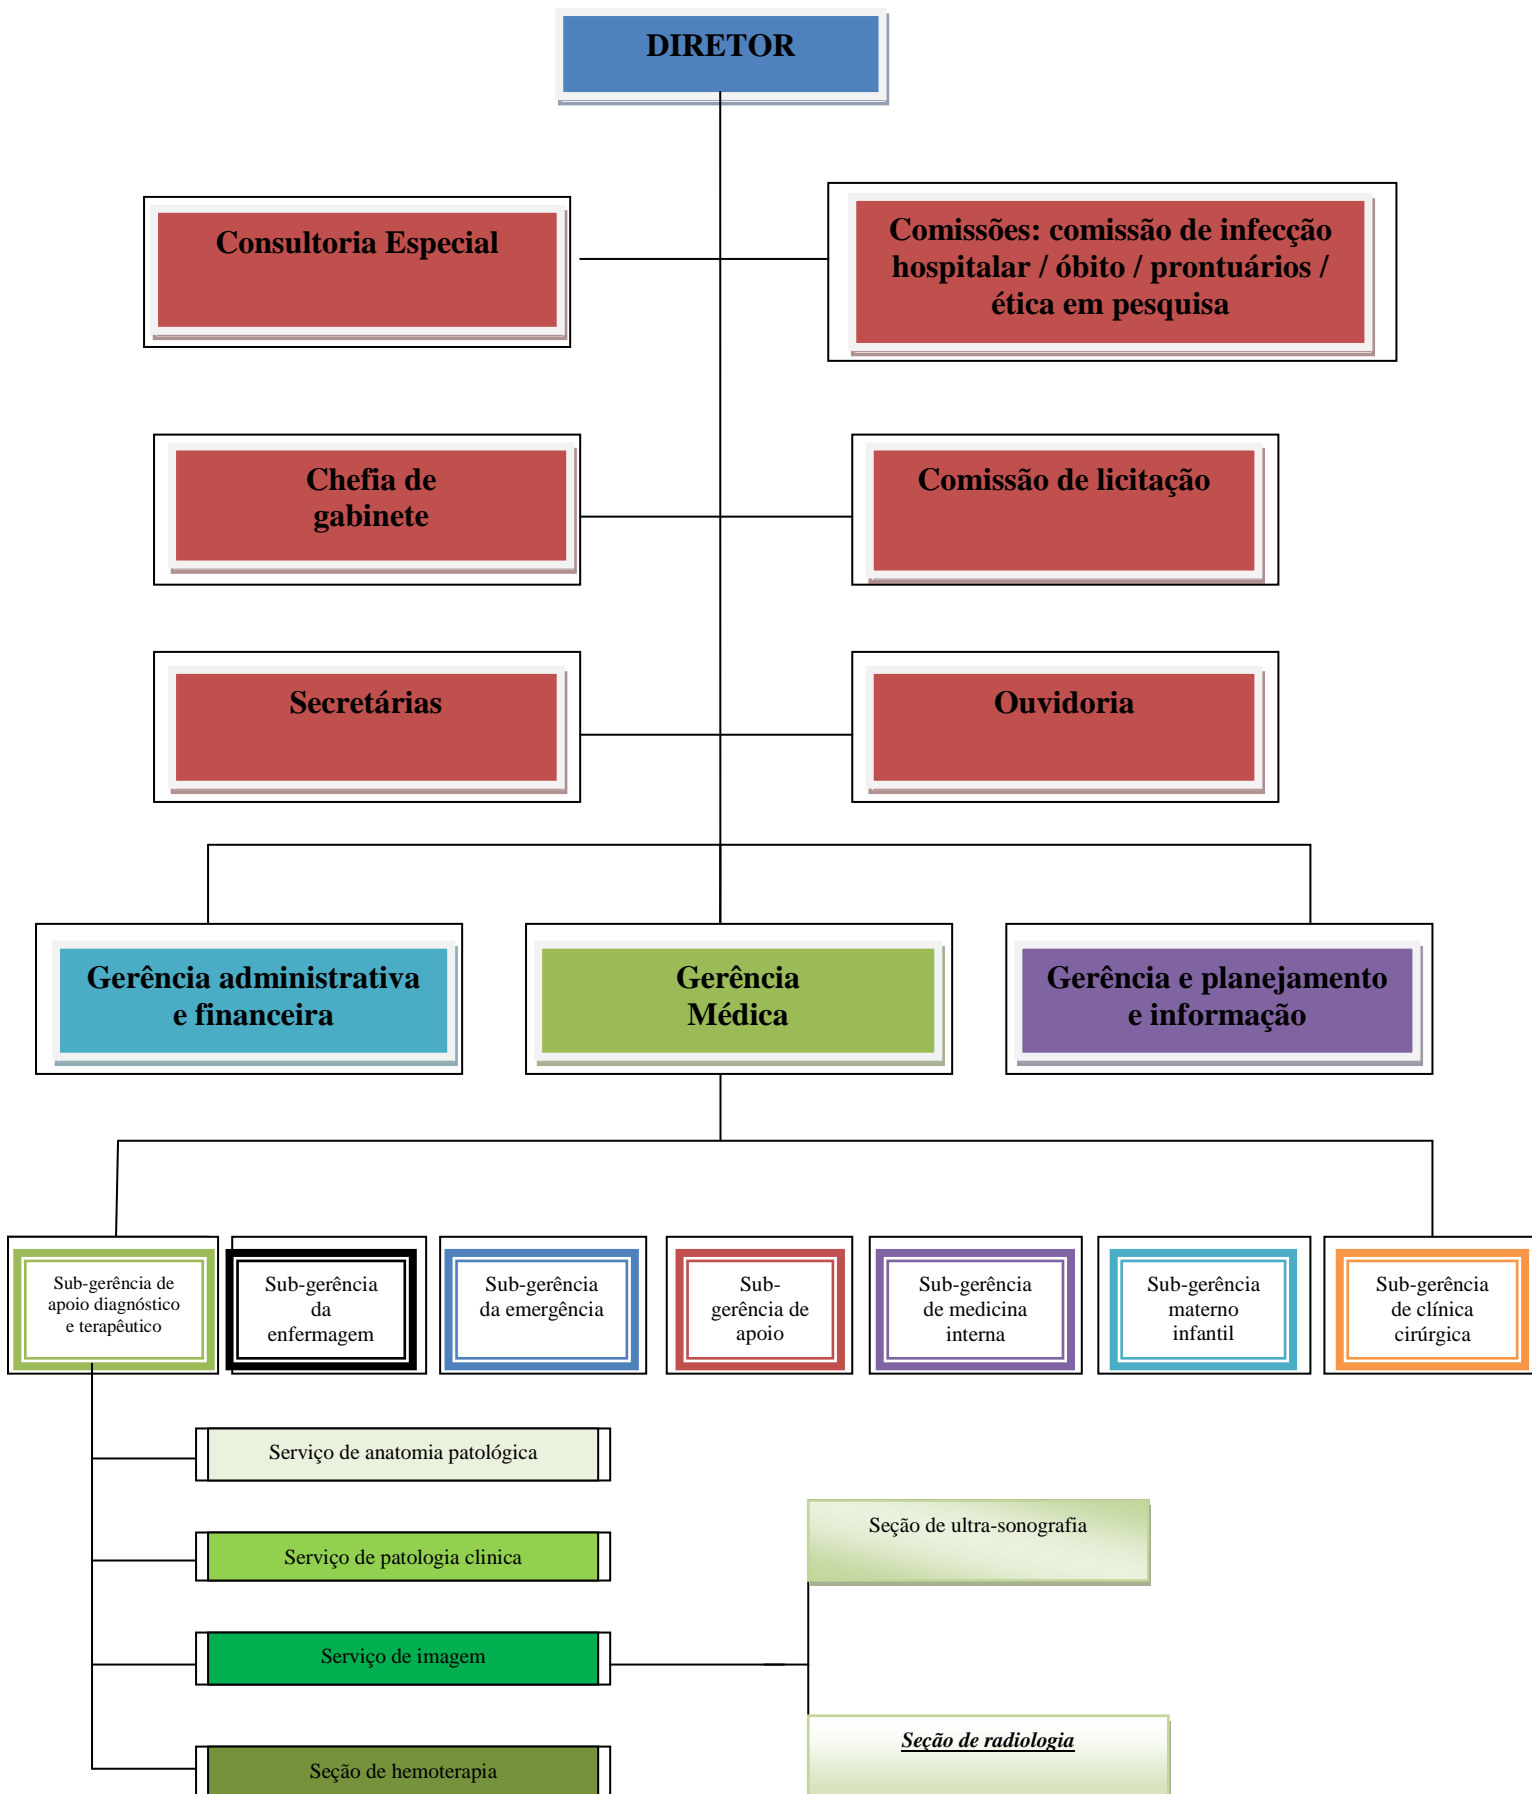 DIRETOR
Consultoria Especial
Comissões: comissão de infecção
hospitalar / óbito / prontuários /
ética em pesquisa
Chefia de
gabinete
Comissão de licitação
Secretárias
Ouvidoria
Gerência administrativa
e financeira
Gerência
Médica
Gerência e planejamento
e informação
Sub-gerência de
apoio diagnóstico
e terapêutico
Sub-gerência
da
enfermagem
Sub-gerência
da emergência
Sub-
gerência de
apoio
Sub-gerência
de medicina
interna
Sub-gerência
materno
infantil
Sub-gerência
de clínica
cirúrgica
Serviço de anatomia patológica
Seção de ultra-sonografia
Serviço de patologia clinica
Serviço de imagem
Seção de radiologia
Seção de hemoterapia